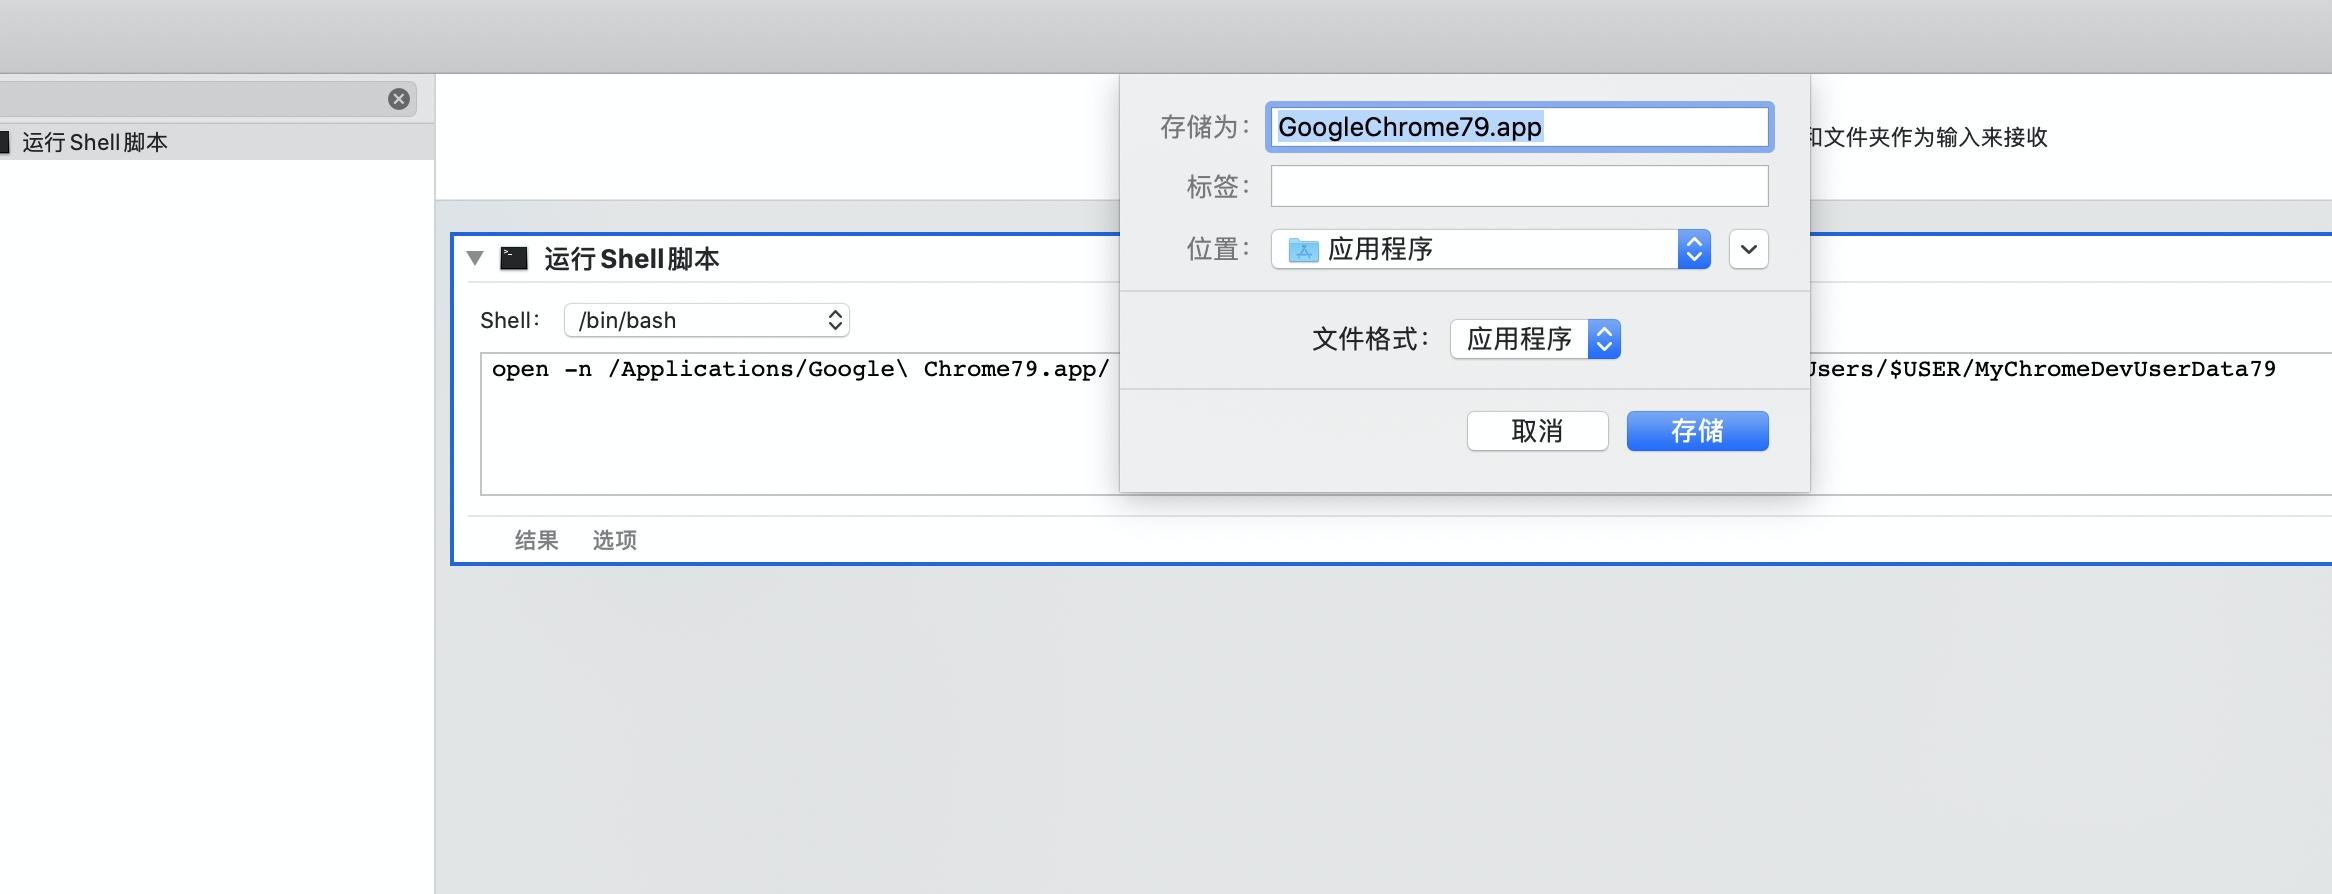 存储为：
GoogleChrome79.app
运行Shell脚本
和文件夹作为输入来接收
标签：
位置：
应用程序
运行Shell脚本
Shell：
/bin/bash
文件格式：
应用程序
open -n /Applications/Google\ Chrome79.app/
Users/$USER/MyChromeDevUserData79
取消
存储
结果
选项